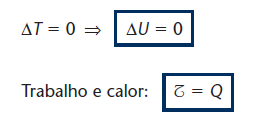 ΔT = 0 ⇒ ΔU = 0
Trabalho e calor: ꞇ = Q